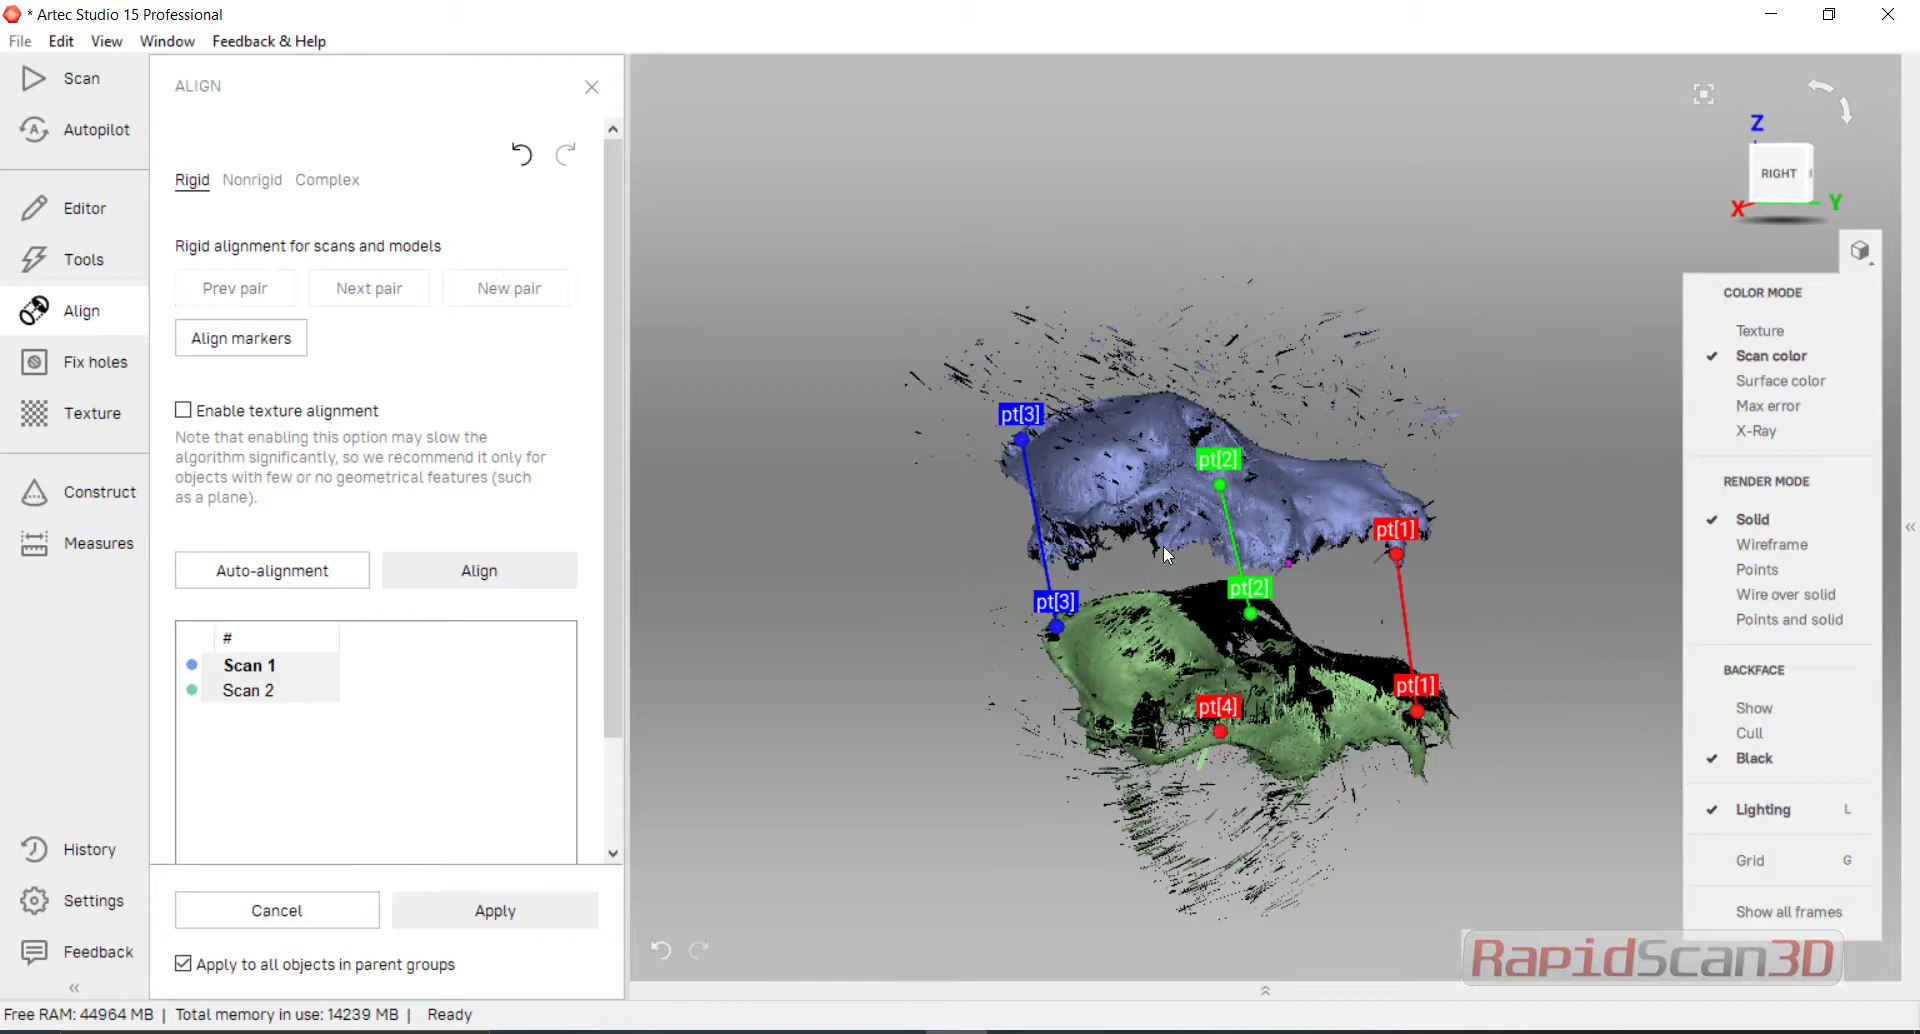 * Artec Studio 15 Professional
File Edit View Window Feedback & Help
Scan
Autopilot
Editor
Tools
Align
Fix holes
Texture
Construct
Measures
History
Settings
Feedback
ALIGN
Rigid Nonrigid Complex
Rigid alignment for scans and models
Prev pair Next pair New pair
Align markers
Enable texture alignment
Note that enabling this option may slow the
algorithm significantly, so we recommend it only for
objects with few or no geometrical features (such
as a plane).
Auto-alignment Align
#
Scan 1
Scan 2
Cancel Apply
Apply to all objects in parent groups
pt[3]
pt[2]
pt[1]
pt[2]
pt[3]
pt[1]
pt[4]
Z
RIGHT
X Y
COLOR MODE
Texture
Scan color
Surface color
Max error
X-Ray
RENDER MODE
Solid
Wireframe
Points
Wire over solid
Points and solid
BACKFACE
Show
Cull
Black
Lighting L
Grid G
Show all frames
RapidScan3D
Free RAM: 44964 MB | Total memory in use: 14239 MB | Ready